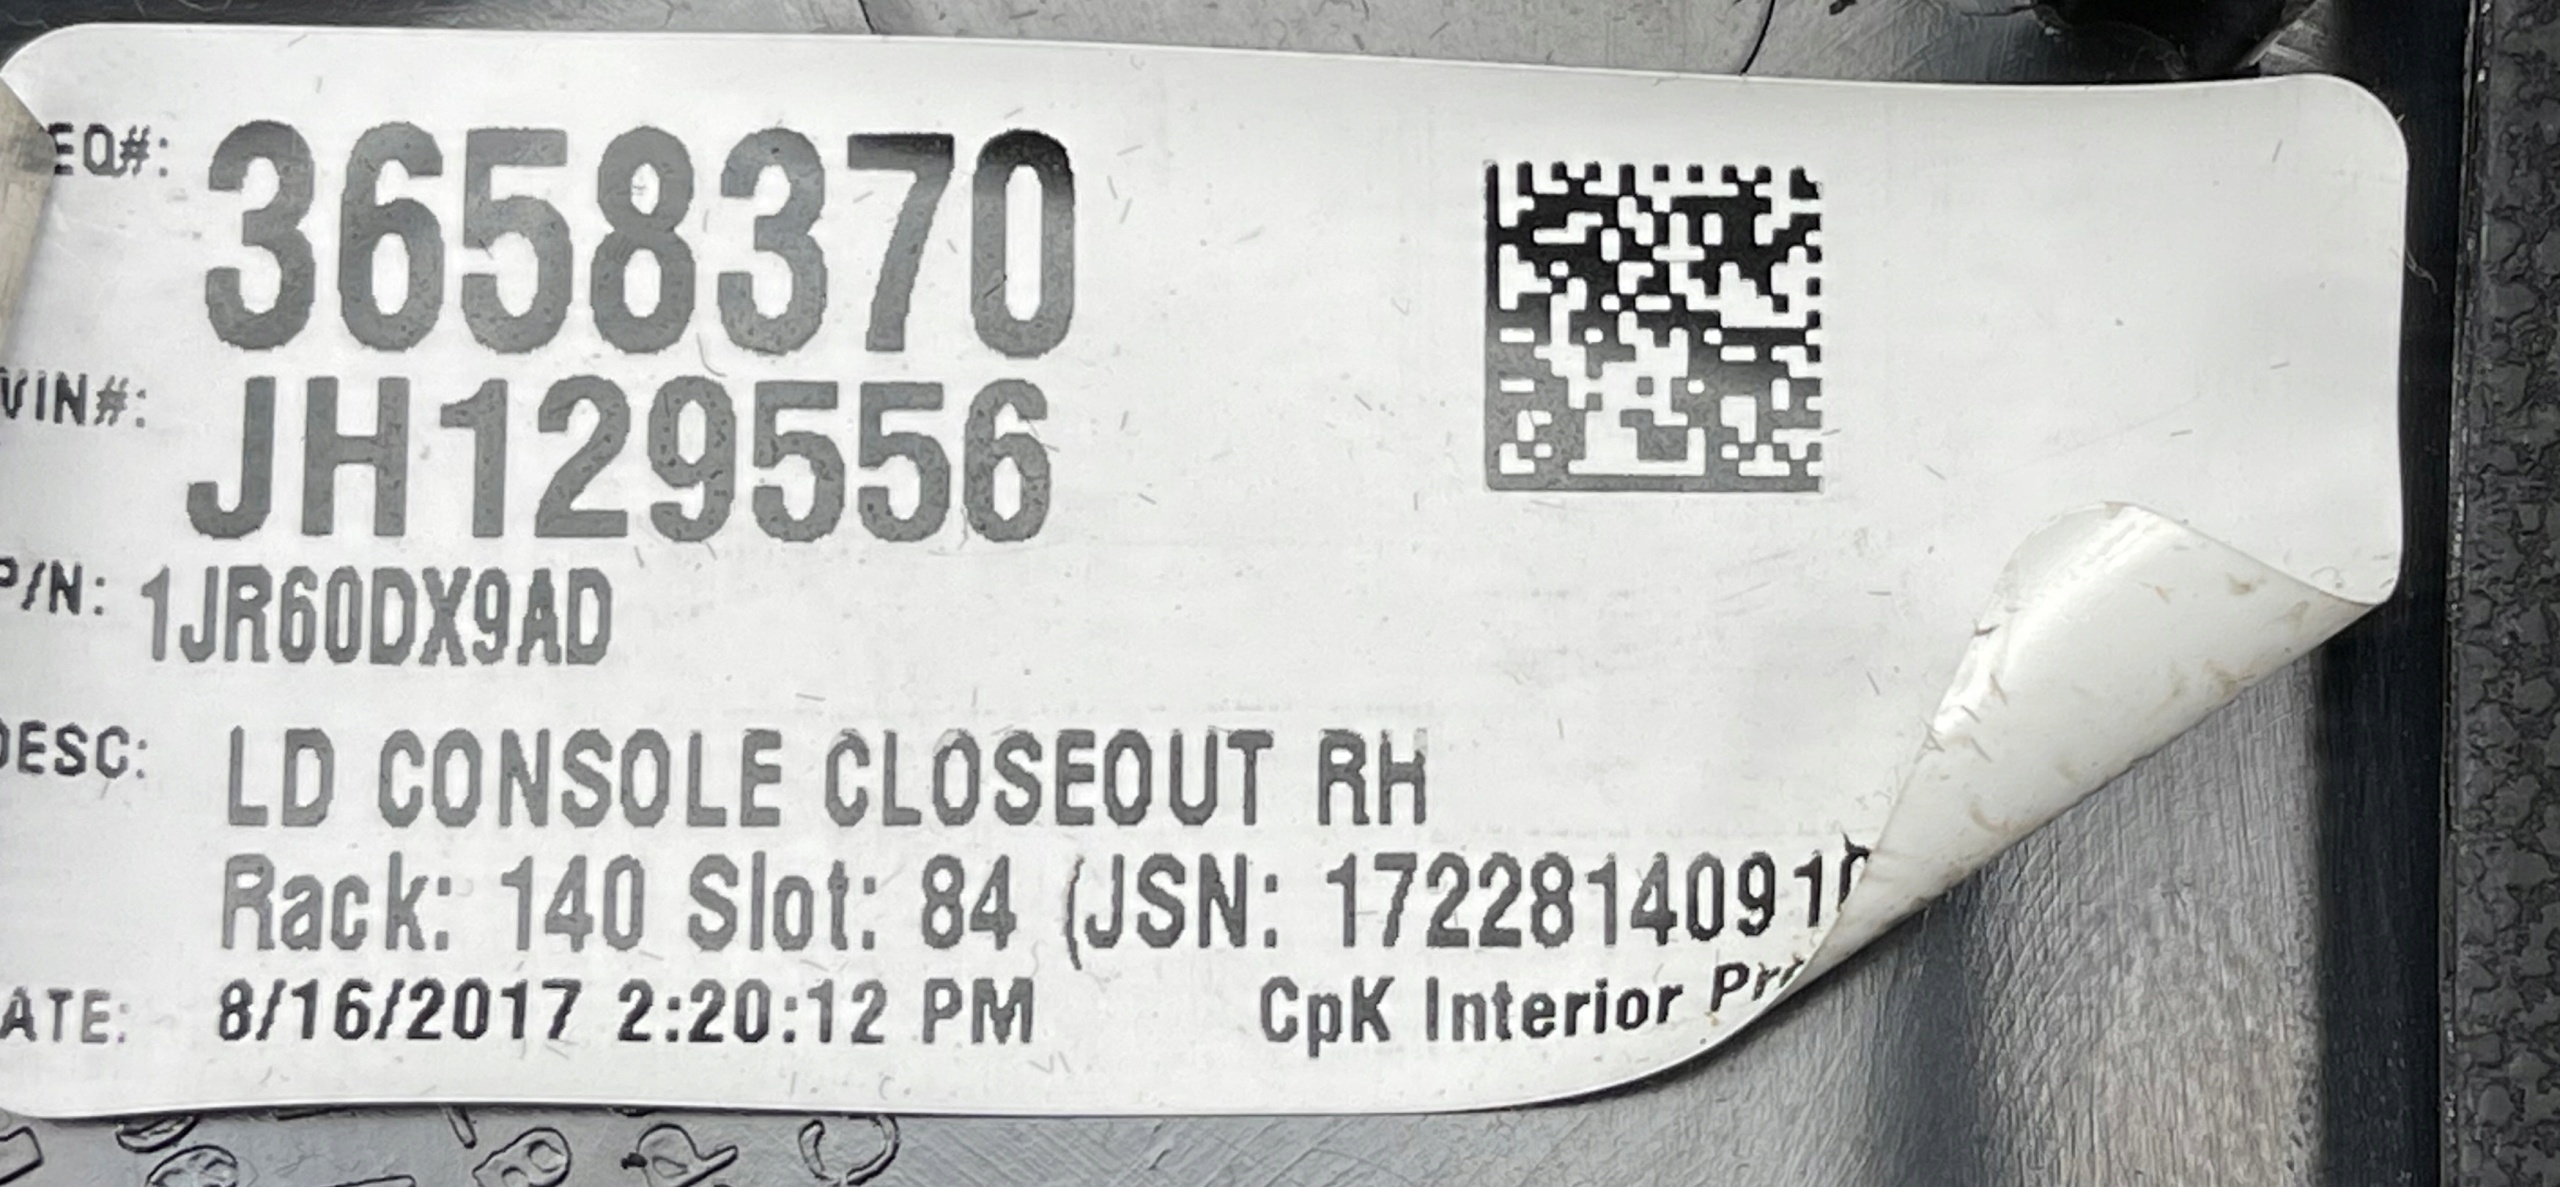 EQ#: 3658370
VIN#: JH129556
P/N: 1JR60DX9AD
DESC: LD CONSOLE CLOSEOUT RH
Rack: 140 Slot: 84 (JSN: 1722814091
ATE: 8/16/2017 2:20:12 PM CpK Interior